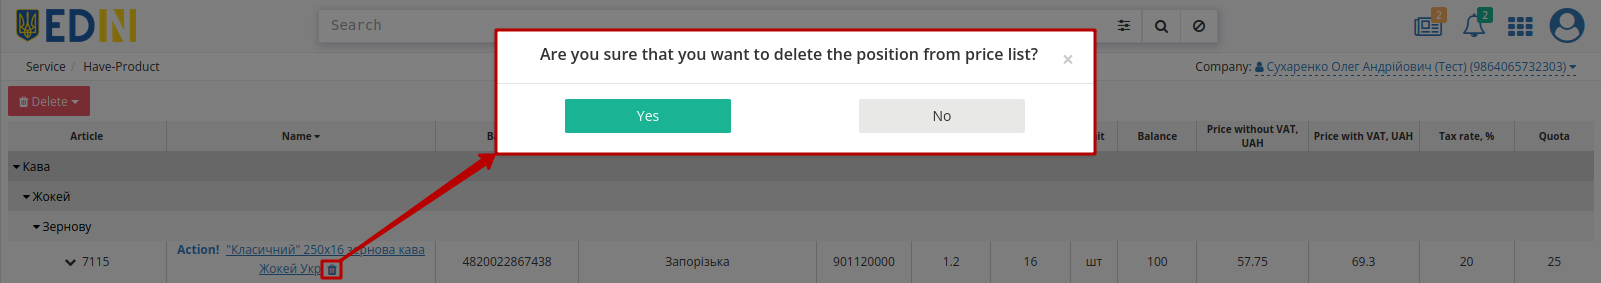 EDIN
Search
2
2
Are you sure that you want to delete the position from price list?
×
Yes
No
Service / Have-Product
Company: Сухаренко Олег Андрійович (Тест) (9864065732303)
Delete
Article
Name
Ba
it
Balance
Price without VAT,
UAH
Price with VAT, UAH
Tax rate, %
Quota
Кава
Жокей
Зернову
7115
Action! "Класичний" 250х16 зернова кава
Жокей Укр
4820022867438
Запорізька
901120000
1.2
16
шт
100
57.75
69.3
20
25